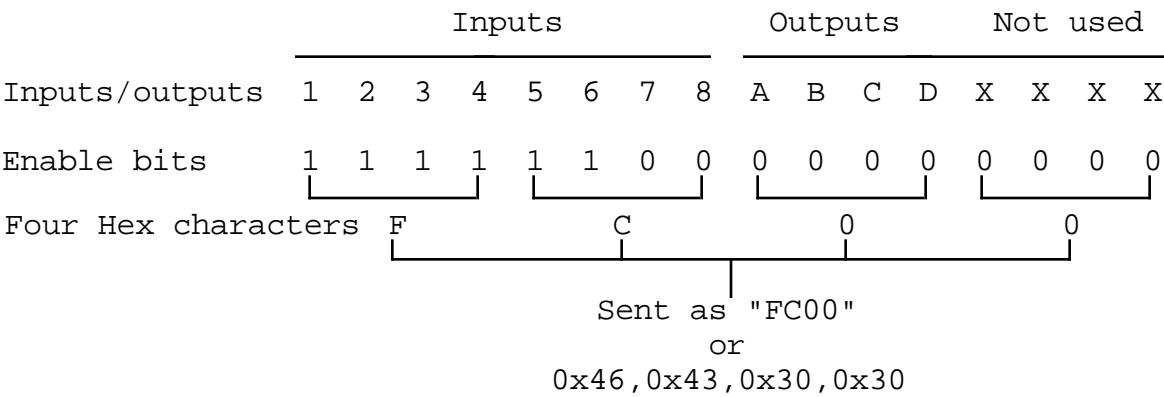 Inputs Outputs Not used
Inputs/outputs 1 2 3 4 5 6 7 8 A B C D X X X X
Enable bits 1 1 1 1 1 1 0 0 0 0 0 0 0 0 0 0
Four Hex characters F C 0 0
Sent as "FC00"
or
0x46,0x43,0x30,0x30